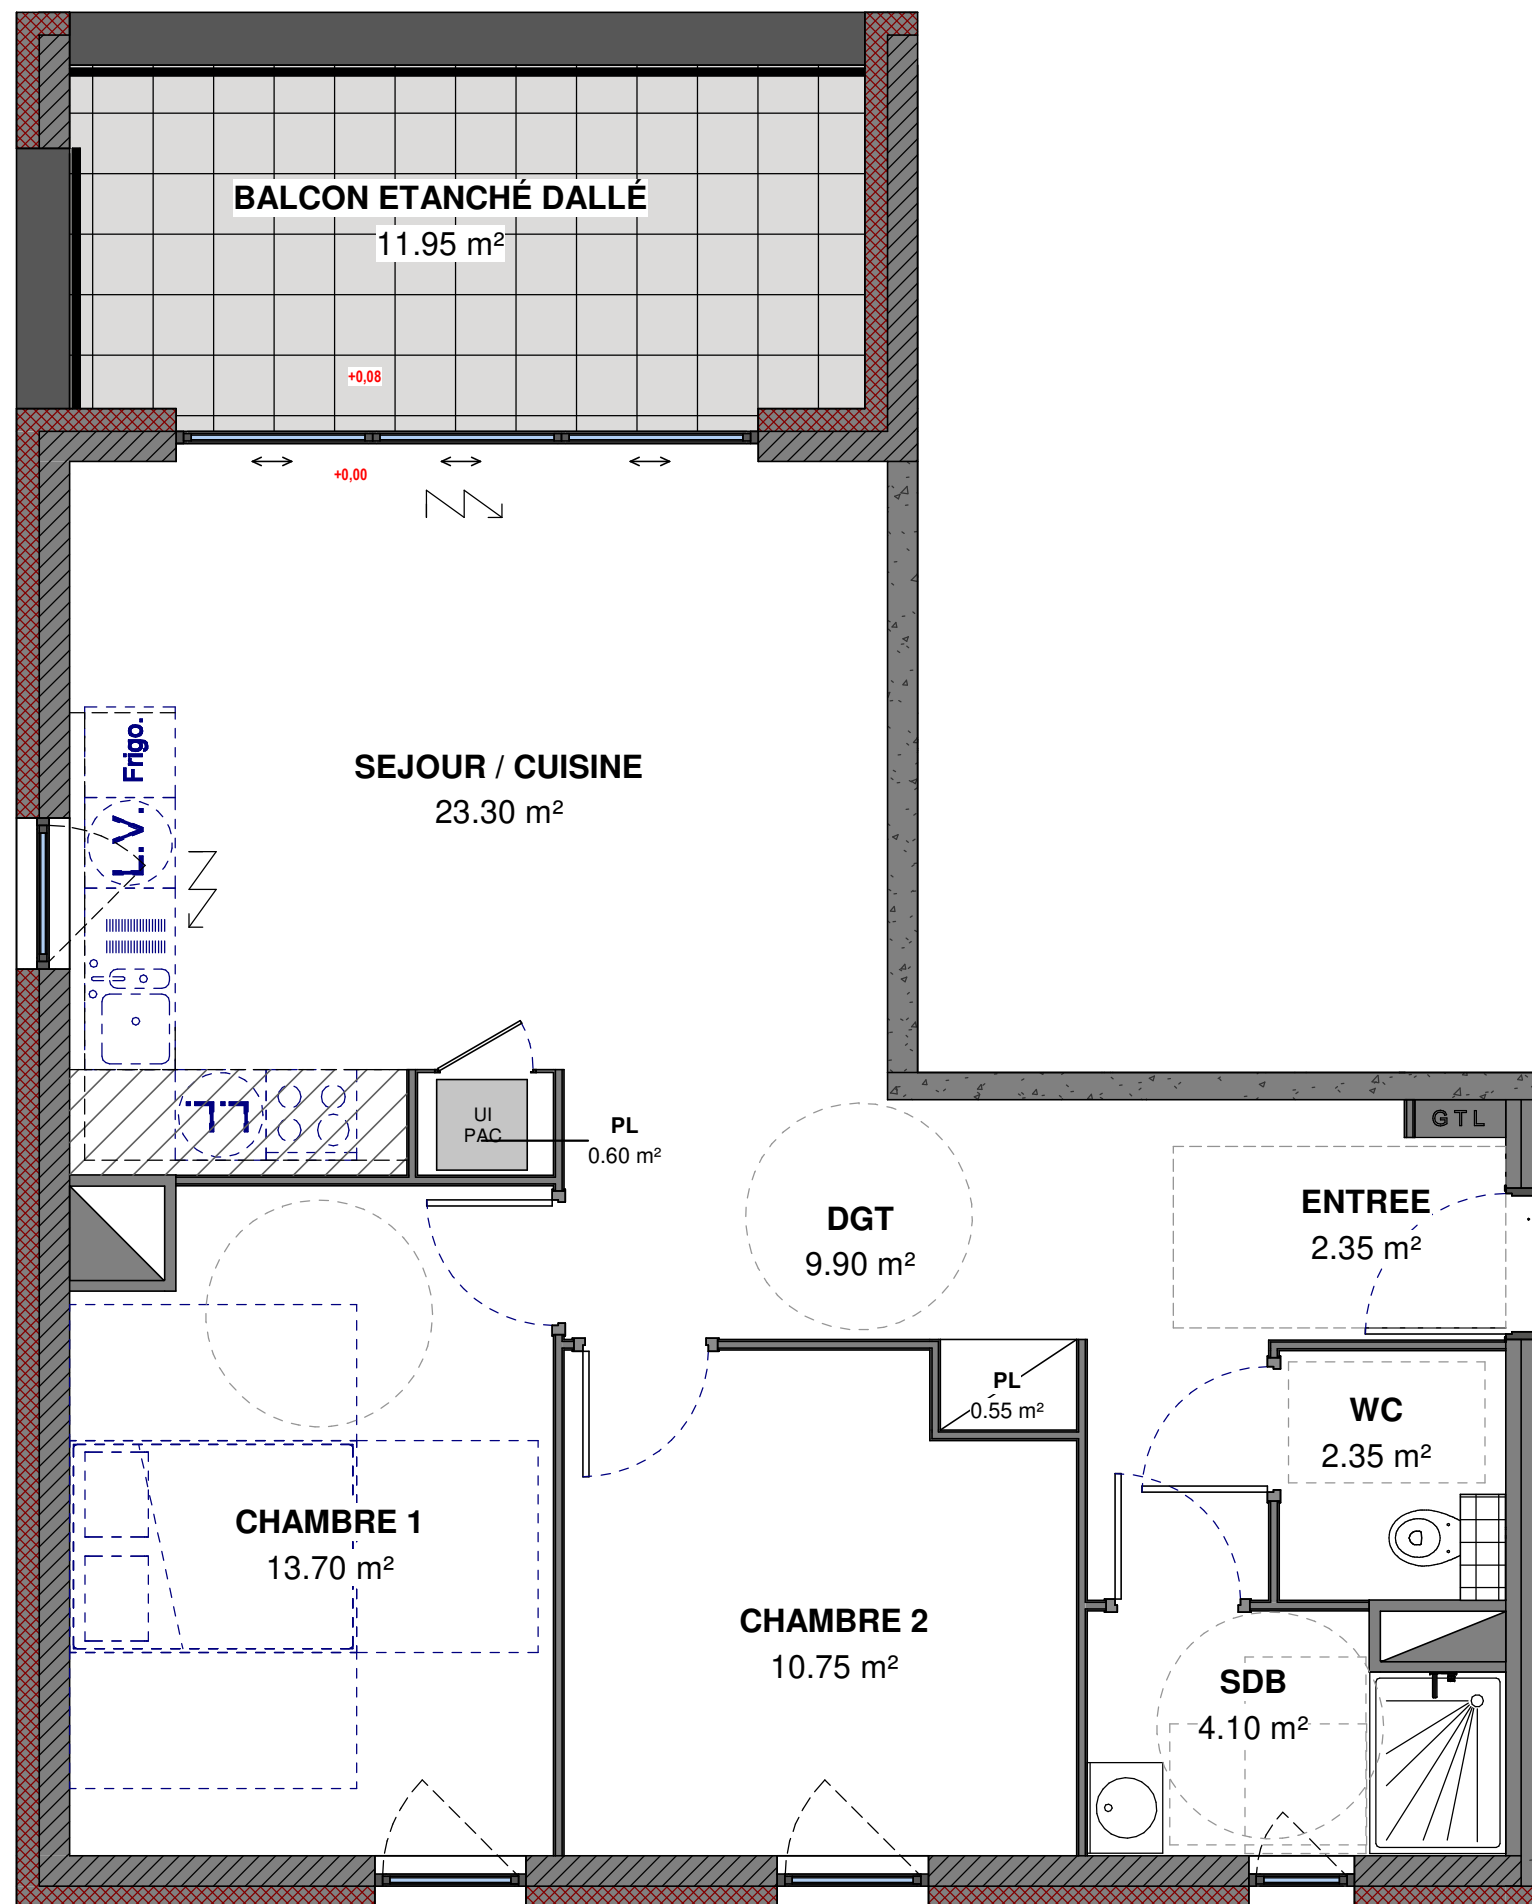 BALCON ETANCHÉ DALLÉ
11.95 m²
+0,08
+0,00
Frigo.
L.V.
SEJOUR / CUISINE
23.30 m²
LL
UI
PAC
PL
0.60 m²
GTL
DGT
9.90 m²
ENTREE
2.35 m²
PL
0.55 m²
WC
2.35 m²
CHAMBRE 1
13.70 m²
CHAMBRE 2
10.75 m²
SDB
4.10 m²